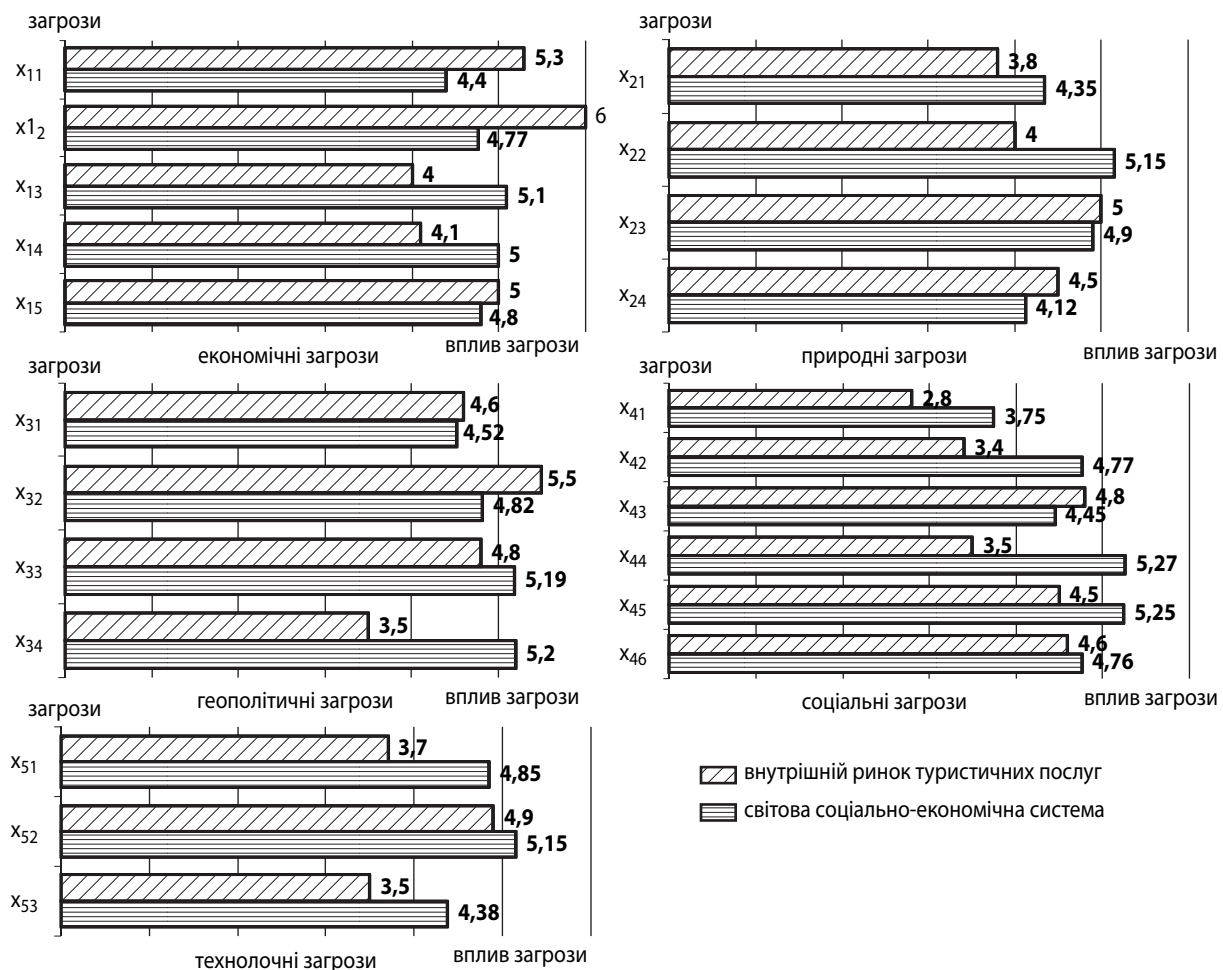 загрози
x11
5,3
4,4
x12
6
4,77
x13
4
5,1
x14
4,1
5
x15
5
4,8
економічні загрози
вплив загрози
загрози
x21
3,8
4,35
x22
4
5,15
x23
5
4,9
x24
4,5
4,12
природні загрози
вплив загрози
загрози
x31
4,6
4,52
x32
5,5
4,82
x33
4,8
5,19
x34
3,5
5,2
геополітичні загрози
вплив загрози
x41
2,8
3,75
x42
3,4
4,77
x43
4,8
4,45
x44
3,5
5,27
x45
4,5
5,25
x46
4,6
4,76
соціальні загрози
вплив загрози
загрози
x51
3,7
4,85
x52
4,9
5,15
x53
3,5
4,38
технолочні загрози
вплив загрози
внутрішній ринок туристичних послуг
світова соціально-економічна система